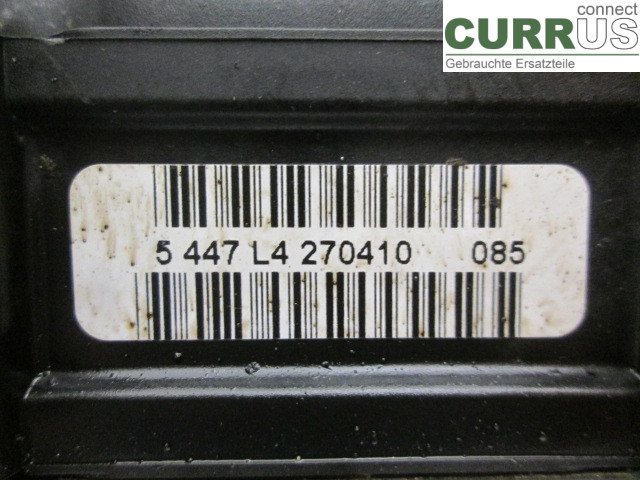 connect
CURRUS
Gebrauchte Ersatzteile
5 447 L4 270410 085